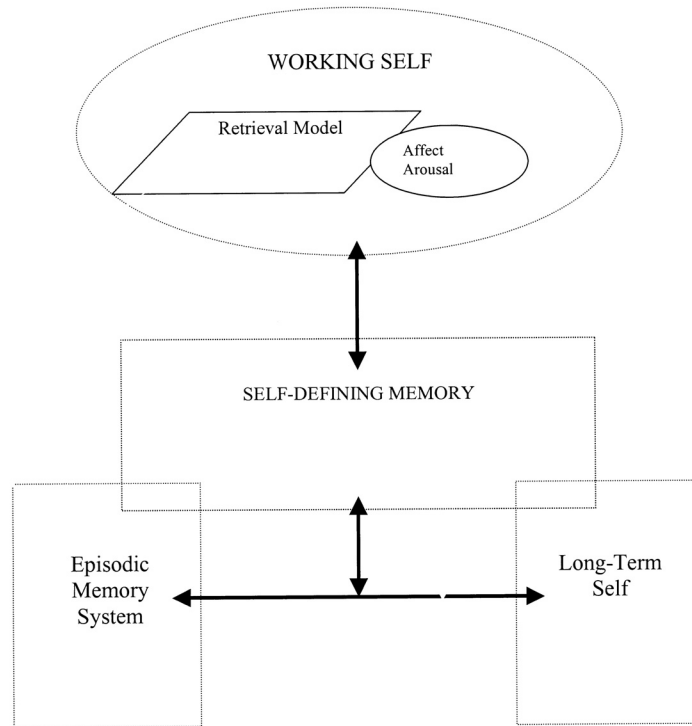 WORKING SELF
Retrieval Model
Affect
Arousal
SELF-DEFINING MEMORY
Episodic
Memory
System
Long-Term
Self